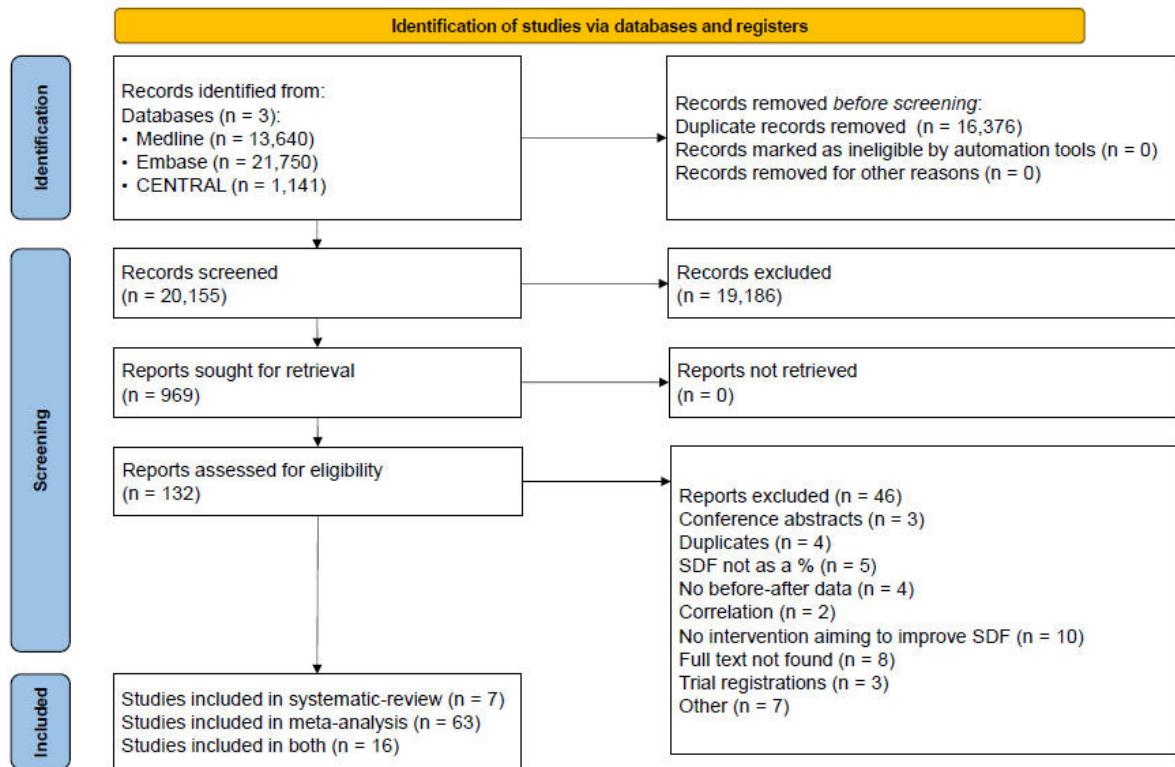 Identification of studies via databases and registers
Identification
Records identified from:
Databases (n = 3):
• Medline (n = 13,640)
• Embase (n = 21,750)
• CENTRAL (n = 1,141)
Records removed before screening:
Duplicate records removed (n = 16,376)
Records marked as ineligible by automation tools (n = 0)
Records removed for other reasons (n = 0)
Screening
Records screened
(n = 20,155)
Records excluded
(n = 19,186)
Reports sought for retrieval
(n = 969)
Reports not retrieved
(n = 0)
Reports assessed for eligibility
(n = 132)
Reports excluded (n = 46)
Conference abstracts (n = 3)
Duplicates (n = 4)
SDF not as a % (n = 5)
No before-after data (n = 4)
Correlation (n = 2)
No intervention aiming to improve SDF (n = 10)
Full text not found (n = 8)
Trial registrations (n = 3)
Other (n = 7)
Included
Studies included in systematic-review (n = 7)
Studies included in meta-analysis (n = 63)
Studies included in both (n = 16)